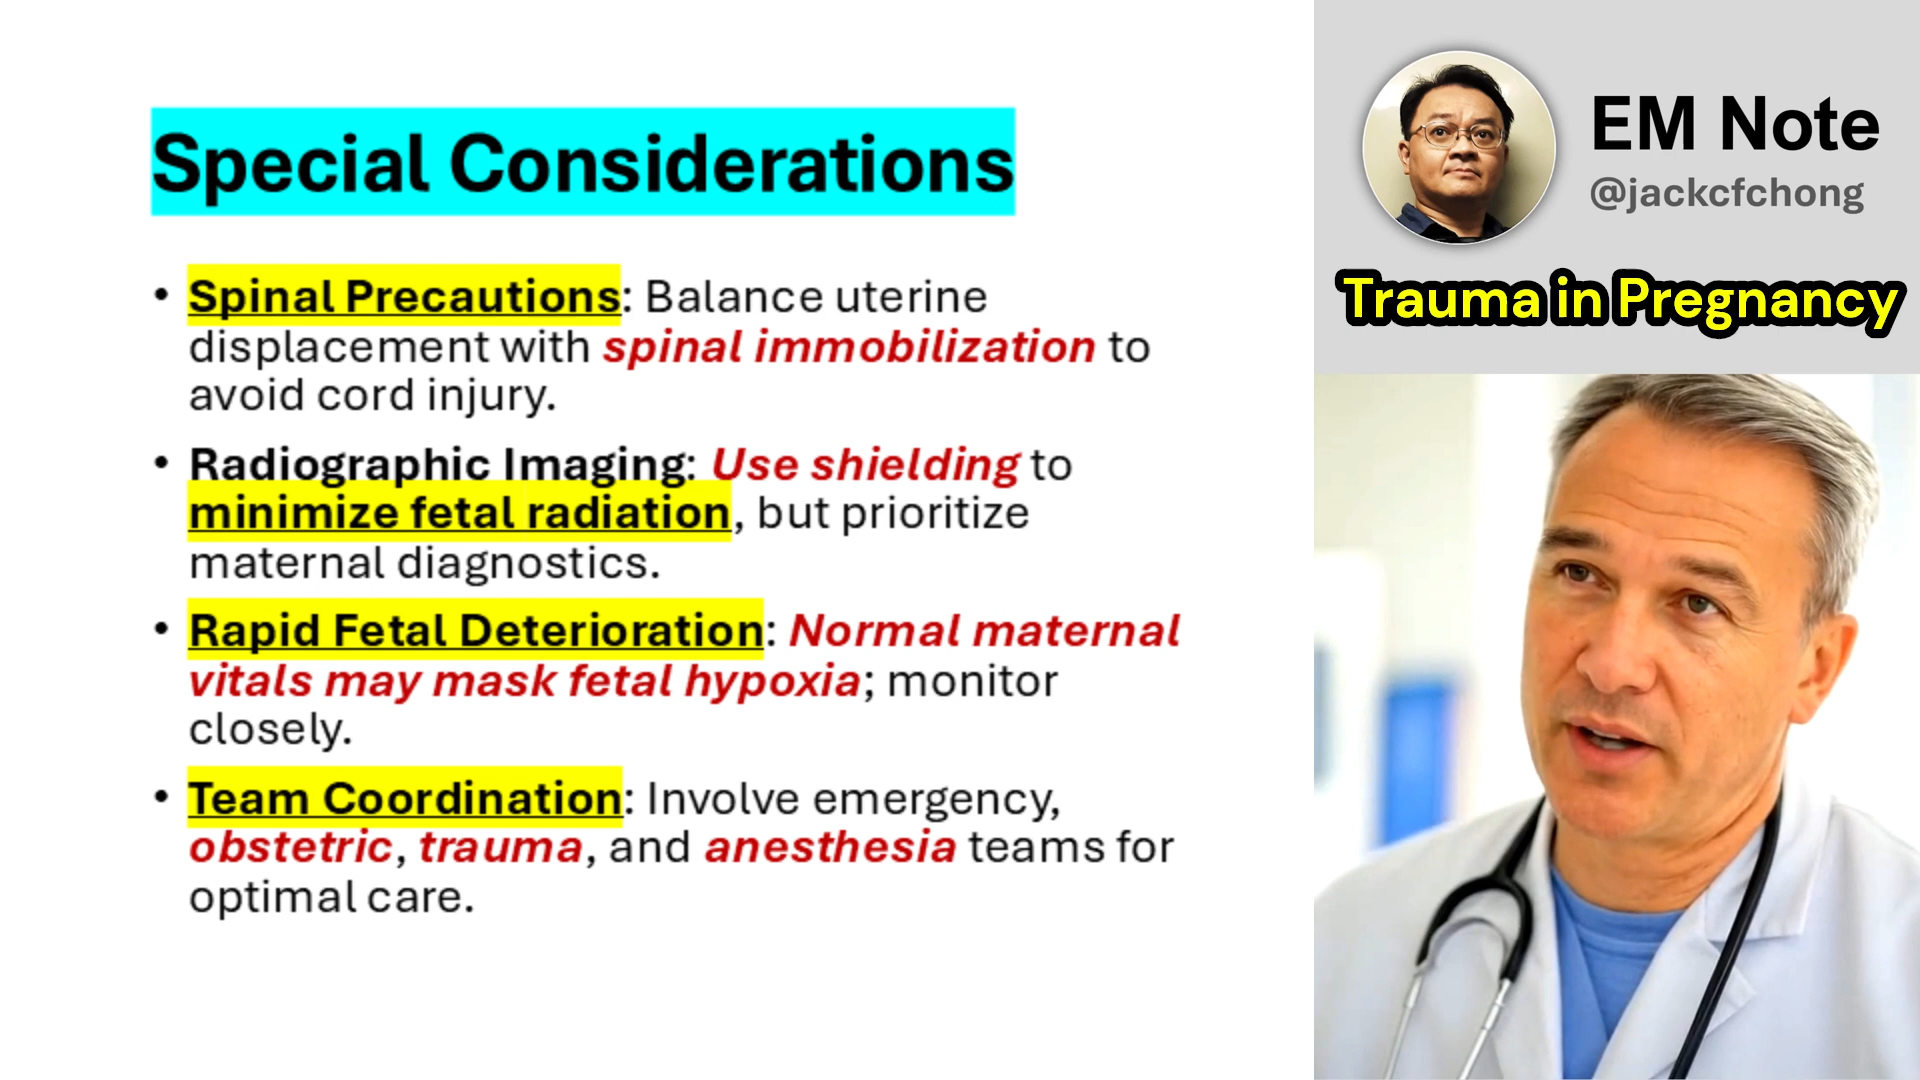 Special Considerations
• Spinal Precautions: Balance uterine
displacement with spinal immobilization to
avoid cord injury.
• Radiographic Imaging: Use shielding to
minimize fetal radiation, but prioritize
maternal diagnostics.
• Rapid Fetal Deterioration: Normal maternal
vitals may mask fetal hypoxia; monitor
closely.
• Team Coordination: Involve emergency,
obstetric, trauma, and anesthesia teams for
optimal care.
EM Note
@jackcfchong
Trauma in Pregnancy